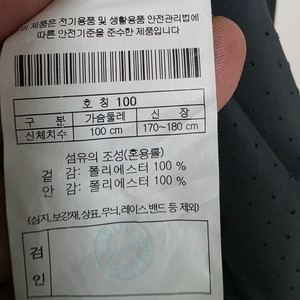 이 제품은 전기용품 및 생활용품 안전관리법에
따른 안전기준을 준수한 제품입니다
호 칭 100
구 분 가슴둘레 신 장
신체치수 100 cm 170~180 cm
섬유의 조성(혼용률)
겉 감: 폴리에스터 100 %
안 감: 폴리에스터 100 %
(심지, 보강재, 상표, 무늬, 레이스, 밴드 등 제외)
검
인